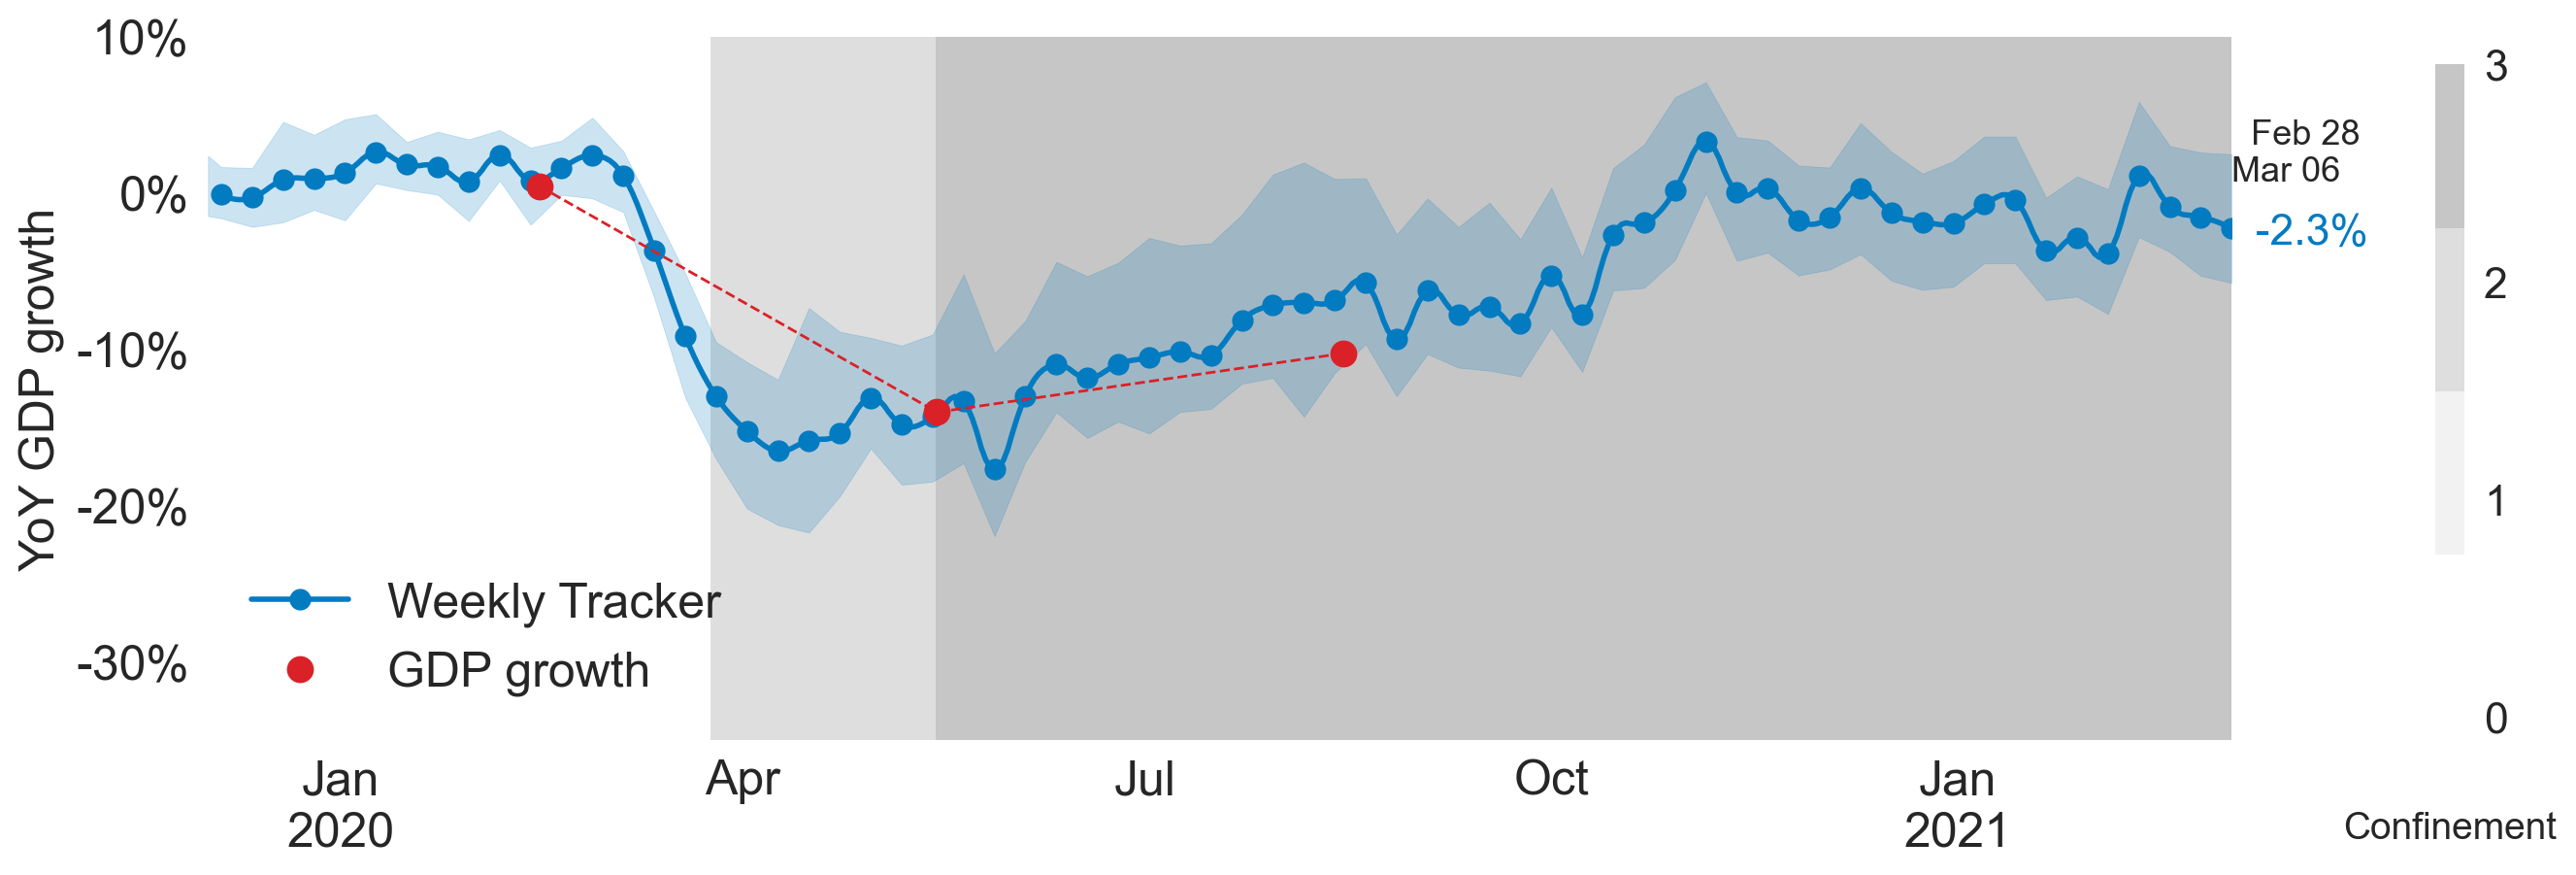 10%
0%
-10%
-20%
-30%
YoY GDP growth
Weekly Tracker
GDP growth
Jan
2020
Apr
Jul
Oct
Jan
2021
Feb 28
Mar 06
-2.3%
3
2
1
0
Confinement